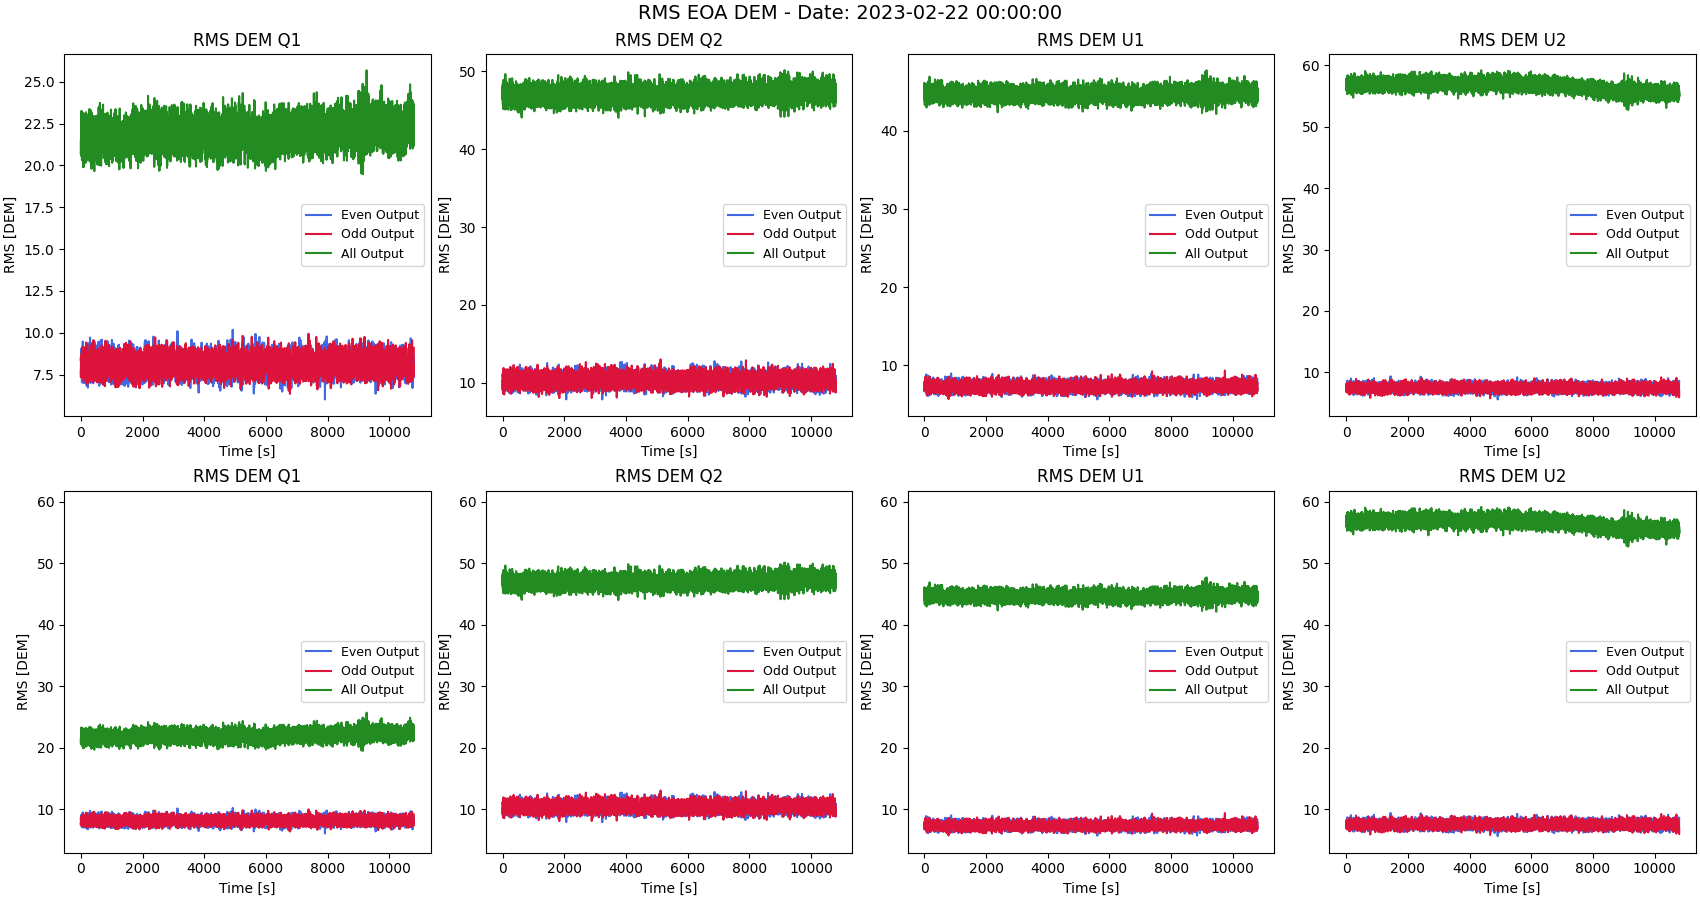 RMS EOA DEM - Date: 2023-02-22 00:00:00
RMS DEM Q1
RMS [DEM]
25.0
22.5
20.0
17.5
15.0
12.5
10.0
7.5
Even Output
Odd Output
All Output
0 2000 4000 6000 8000 10000
Time [s]
RMS DEM Q2
RMS [DEM]
50
40
30
20
10
Even Output
Odd Output
All Output
0 2000 4000 6000 8000 10000
Time [s]
RMS DEM U1
RMS [DEM]
40
30
20
10
Even Output
Odd Output
All Output
0 2000 4000 6000 8000 10000
Time [s]
RMS DEM U2
RMS [DEM]
60
50
40
30
20
10
Even Output
Odd Output
All Output
0 2000 4000 6000 8000 10000
Time [s]
RMS DEM Q1
RMS [DEM]
60
50
40
30
20
10
Even Output
Odd Output
All Output
0 2000 4000 6000 8000 10000
Time [s]
RMS DEM Q2
RMS [DEM]
60
50
40
30
20
10
Even Output
Odd Output
All Output
0 2000 4000 6000 8000 10000
Time [s]
RMS DEM U1
RMS [DEM]
60
50
40
30
20
10
Even Output
Odd Output
All Output
0 2000 4000 6000 8000 10000
Time [s]
RMS DEM U2
RMS [DEM]
60
50
40
30
20
10
Even Output
Odd Output
All Output
0 2000 4000 6000 8000 10000
Time [s]